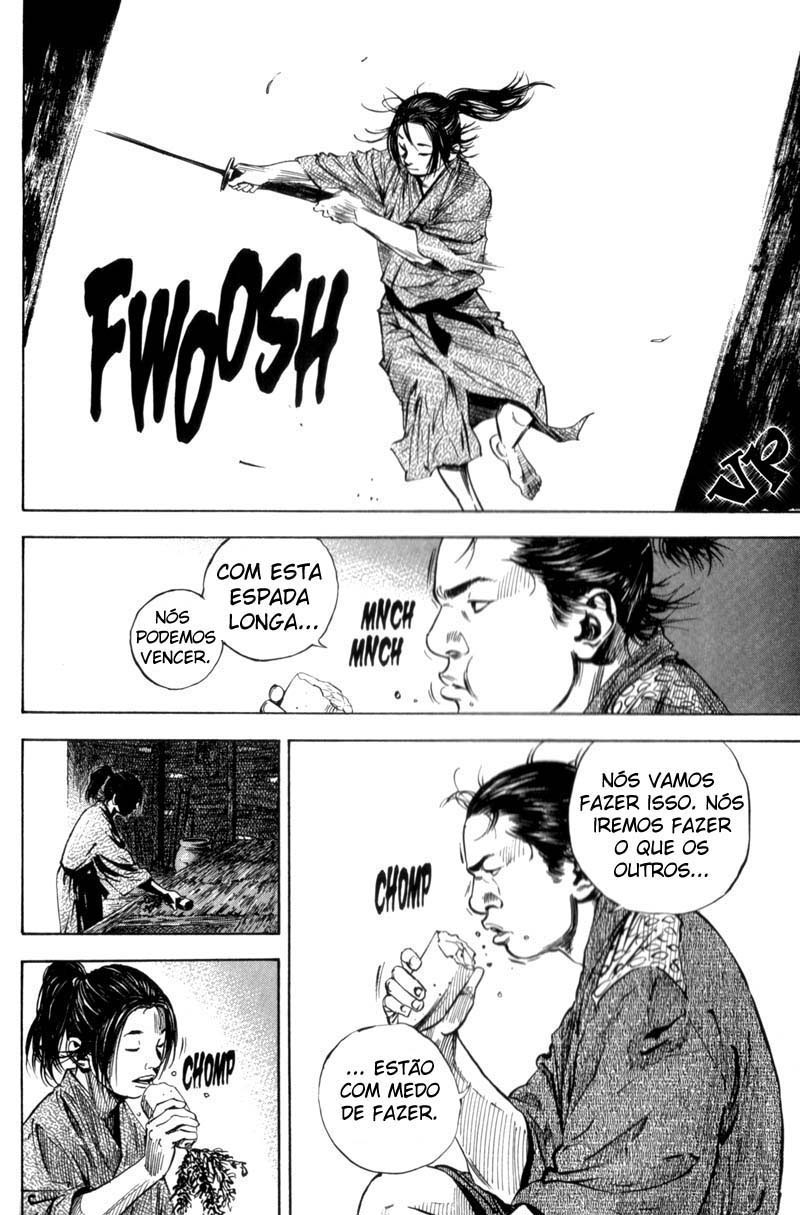 FWOOSH
VP
COM ESTA
ESPADA
LONGA...
NÓS
PODEMOS
VENCER.
MNCH
MNCH
NÓS VAMOS
FAZER ISSO. NÓS
IREMOS FAZER
O QUE OS
OUTROS...
CHOMP
... ESTÃO
COM MEDO
DE FAZER.
CHOMP